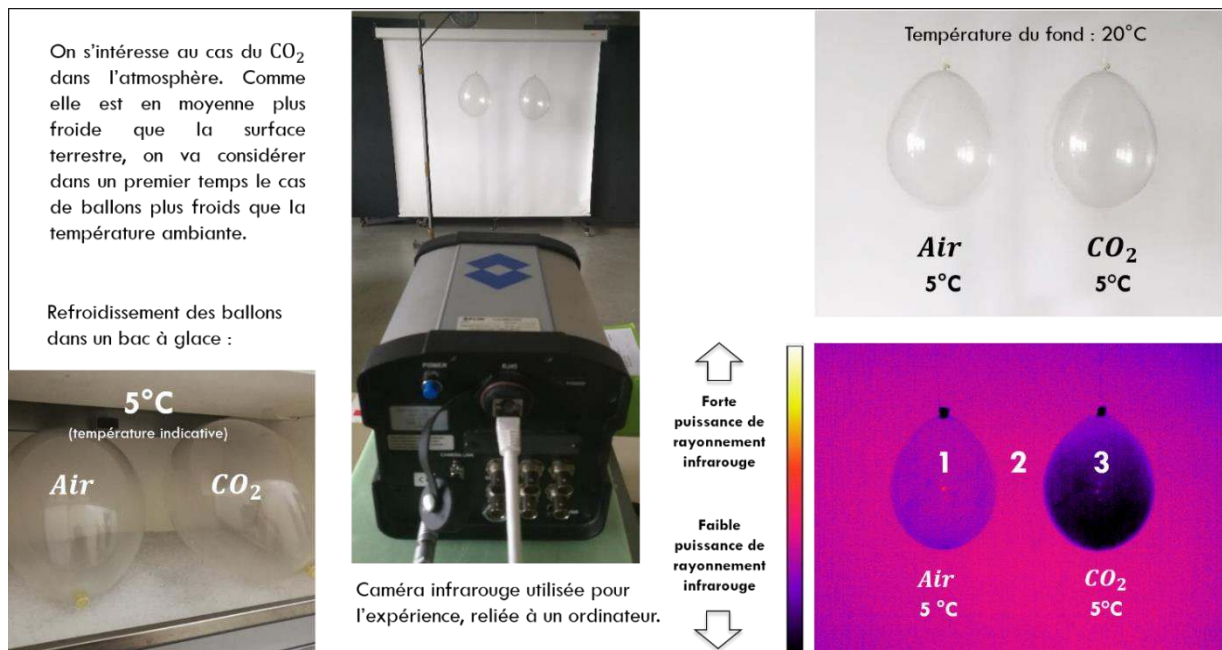 On s’intéresse au cas du CO₂
dans l’atmosphère. Comme
elle est en moyenne plus
froide que la surface
terrestre, on va considérer
dans un premier temps le cas
de ballons plus froids que la
température ambiante.
Refroidissement des ballons
dans un bac à glace :
5°C
(température indicative)
Air
CO₂
POWER
RJ45
CAMERA LINK
Caméra infrarouge utilisée pour
l’expérience, reliée à un ordinateur.
Température du fond : 20°C
Air
CO₂
5°C
5°C
Forte
puissance de
rayonnement
infrarouge
Faible
puissance de
rayonnement
infrarouge
1
2
3
Air
CO₂
5 °C
5°C